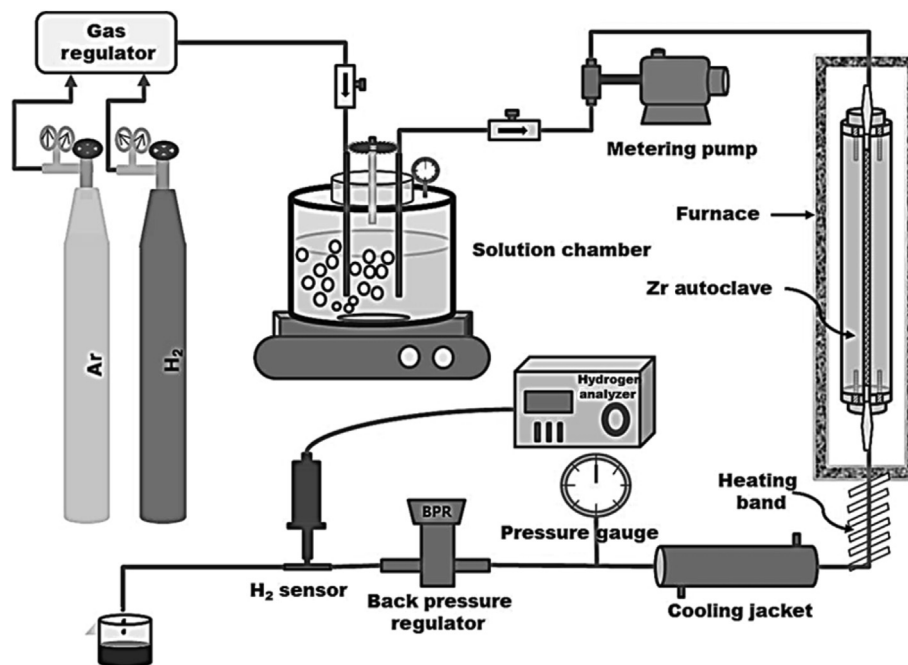 Gas
regulator
Metering pump
Furnace
Solution chamber
Zr autoclave
Ar
H₂
Hydrogen
analyzer
Heating
band
BPR
Pressure
gauge
H₂ sensor
Back pressure
regulator
Cooling jacket